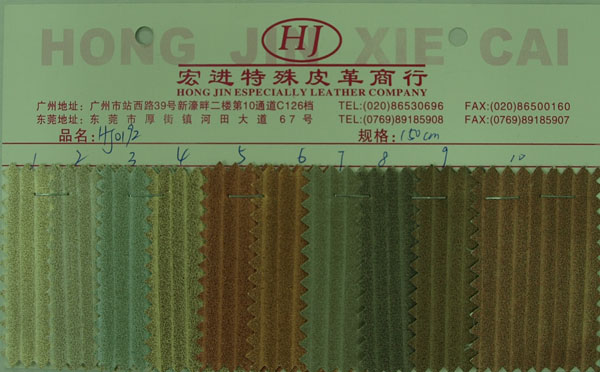 HONG JIN XIE CAI
HJ
宏进特殊皮革商行
HONG JIN ESPECIALLY LEATHER COMPANY
广州地址: 广州市站西路39号新濠畔二楼第10通道C126档 TEL:(020)86530696 FAX:(020)86500160
东莞地址: 东莞市厚街镇河田大道67号 TEL:(0769)89185908 FAX:(0769)89185907
品名: HJ0192 规格: 150cm
1 2 3 4 5 6 7 8 9 10